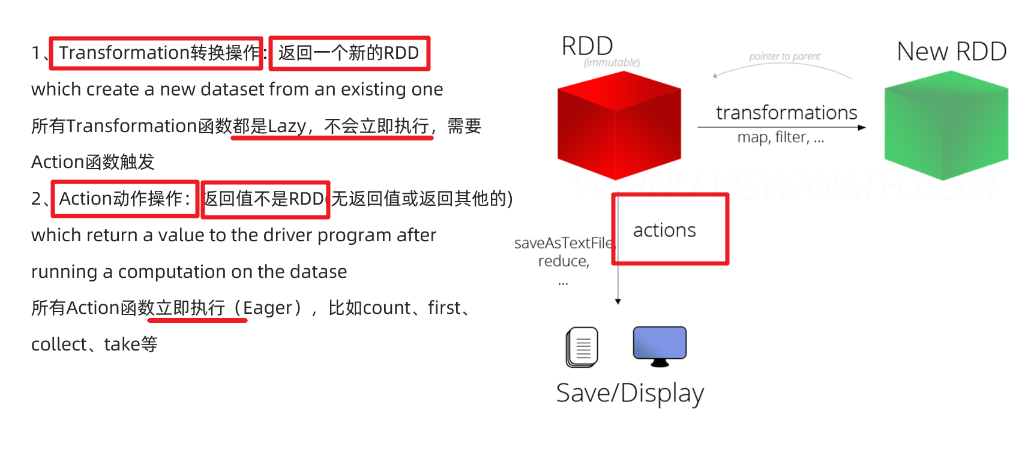 1、Transformation转换操作：返回一个新的RDD
which create a new dataset from an existing one
所有Transformation函数都是Lazy，不会立即执行，需要
Action函数触发
2、Action动作操作：返回值不是RDD(无返回值或返回其他的)
which return a value to the driver program after
running a computation on the datase
所有Action函数立即执行（Eager），比如count、first、
collect、take等
RDD
(immutable)
pointer to parent
New RDD
transformations
map, filter, ...
actions
saveAsTextFile,
reduce,
...
Save/Display